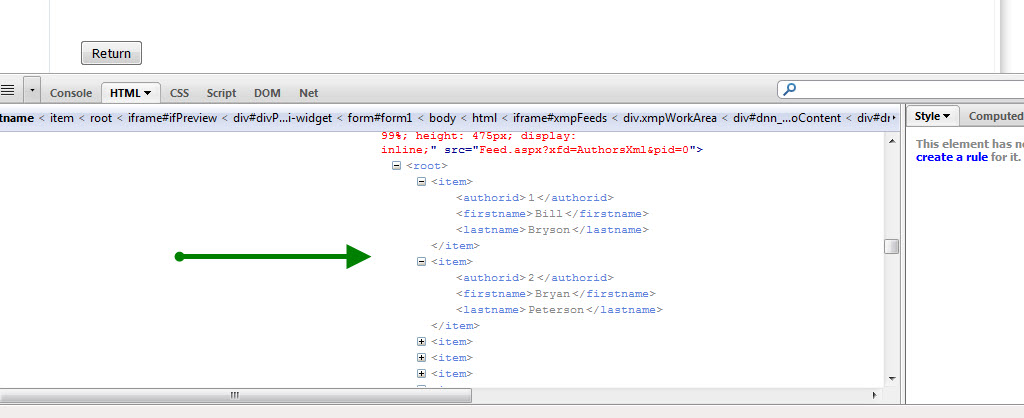 Return
Console HTML CSS Script DOM Net
tname < item < root < iframe#ifPreview < div#divP...i-widget < form#form1 < body < html < iframe#xmpFeeds < div.xmpWorkArea < div#dnn_...oContent < div#dr
Style Computed
99%; height: 475px; display:
This element has no
inline;" src="Feed.aspx?xfd=AuthorsXml&pid=0">
create a rule for it.
<root>
<item>
<authorid>1</authorid>
<firstname>Bill</firstname>
<lastname>Bryson</lastname>
</item>
<item>
<authorid>2</authorid>
<firstname>Bryan</firstname>
<lastname>Peterson</lastname>
</item>
<item>
<item>
<item>